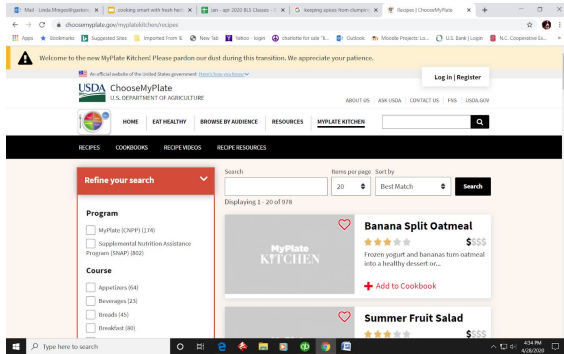 Mail - Linda.Minges@gaston
cooking smart with fresh her
jan - apr 2020 BLS Classes -
keeping spices from clumping
Recipes | ChooseMyPlate
choosemyplate.gov/myplatekitchen/recipes
Apps
Bookmarks
Suggested Sites
Imported From IE
New Tab
Yahoo - login
charlotte for sale "k...
Outlook
Moodle Projects: Lo...
U.S. Bank | Login
N.C. Cooperative Ex...
Welcome to the new MyPlate Kitchen! Please pardon our dust during this transition. We appreciate your patience.
An official website of the United States government Here's how you know
Log in | Register
USDA ChooseMyPlate
U.S. DEPARTMENT OF AGRICULTURE
ABOUT US ASK USDA CONTACT US FNS USDA.GOV
HOME EAT HEALTHY BROWSE BY AUDIENCE RESOURCES MYPLATE KITCHEN
RECIPES COOKBOOKS RECIPE VIDEOS RECIPE RESOURCES
Refine your search
Program
MyPlate (CNPP) (174)
Supplemental Nutrition Assistance
Program (SNAP) (802)
Course
Appetizers (64)
Beverages (23)
Breads (45)
Breakfast (80)
Search
Items per page
Sort by
20
Best Match
Search
Displaying 1 - 20 of 978
MyPlate
KITCHEN
Banana Split Oatmeal
$$$$
Frozen yogurt and bananas turn oatmeal
into a healthy dessert or...
Add to Cookbook
Summer Fruit Salad
$$$$
Type here to search
4:34 PM
4/28/2020